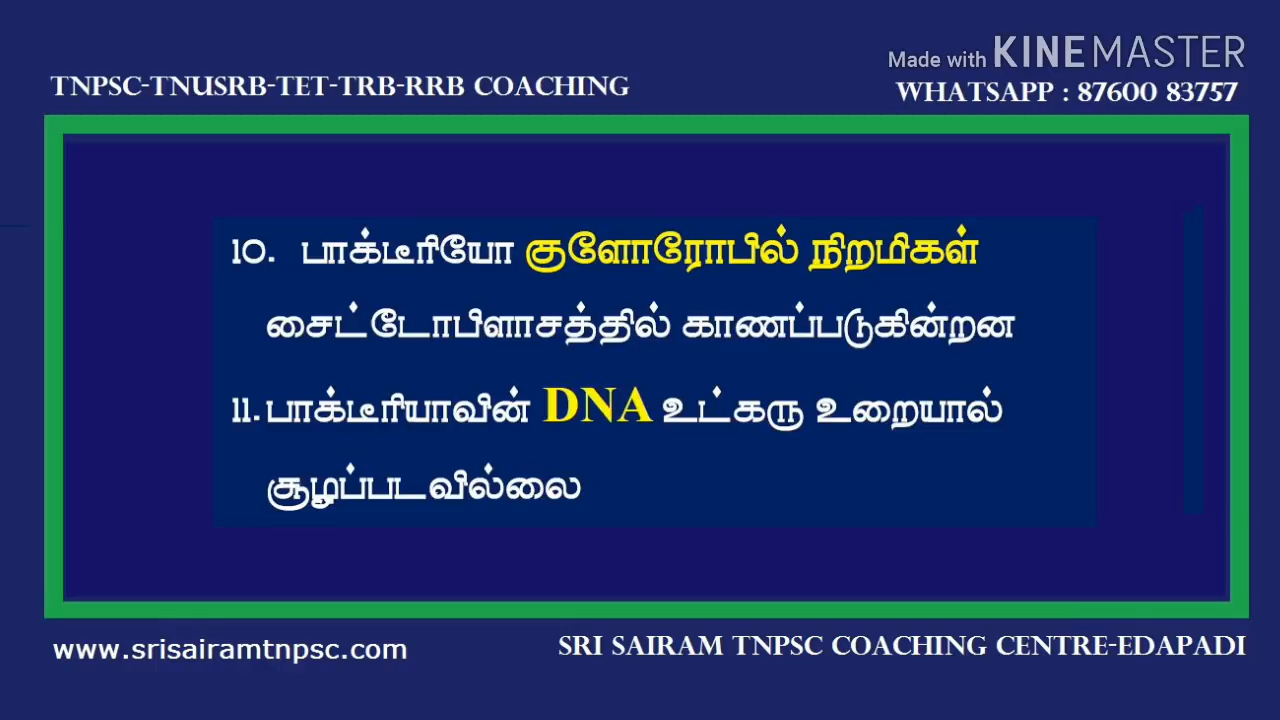 Made with KINEMASTER
TNPSC-TNUSRB-TET-TRB-RRB COACHING
WHATSAPP : 87600 83757
10. பாக்டீரியோ குளோரோபில் நிறமிகள்
சைட்டோபிளாசத்தில் காணப்படுகின்றன
11. பாக்டீரியாவின் DNA உட்கரு உறையால்
சூழப்படவில்லை
www.srisairamtnpsc.com
SRI SAIRAM TNPSC COACHING CENTRE-EDAPADI